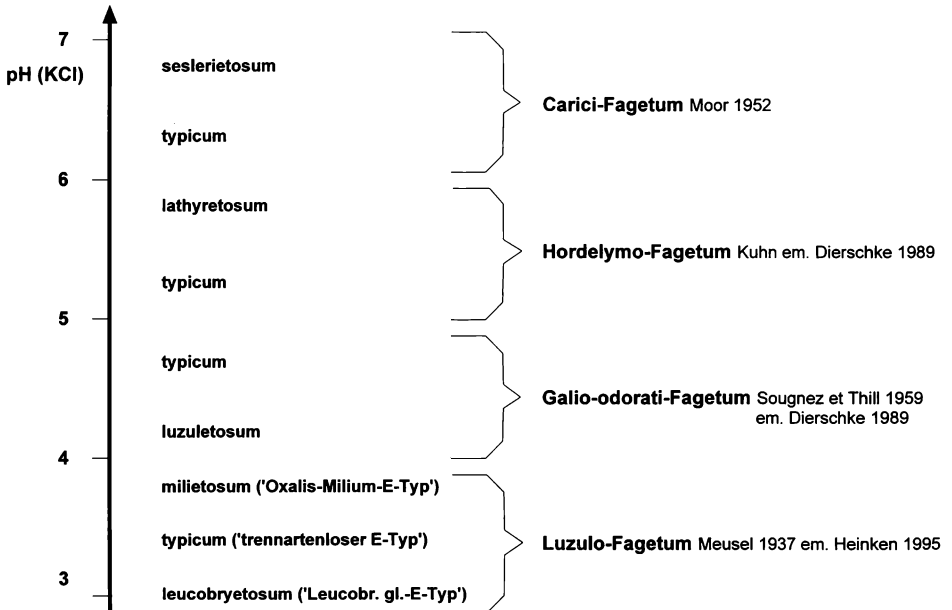 7
pH (KCl)
seslerietosum
Carici-Fagetum Moor 1952
typicum
6
lathyretosum
Hordelymo-Fagetum Kuhn em. Dierschke 1989
typicum
5
typicum
Galio-odorati-Fagetum Sougnez et Thill 1959
em. Dierschke 1989
luzuletosum
4
milietosum ('Oxalis-Milium-E-Typ')
typicum ('trennartenloser E-Typ')
Luzulo-Fagetum Meusel 1937 em. Heinken 1995
3
leucobryetosum ('Leucobr. gl.-E-Typ')